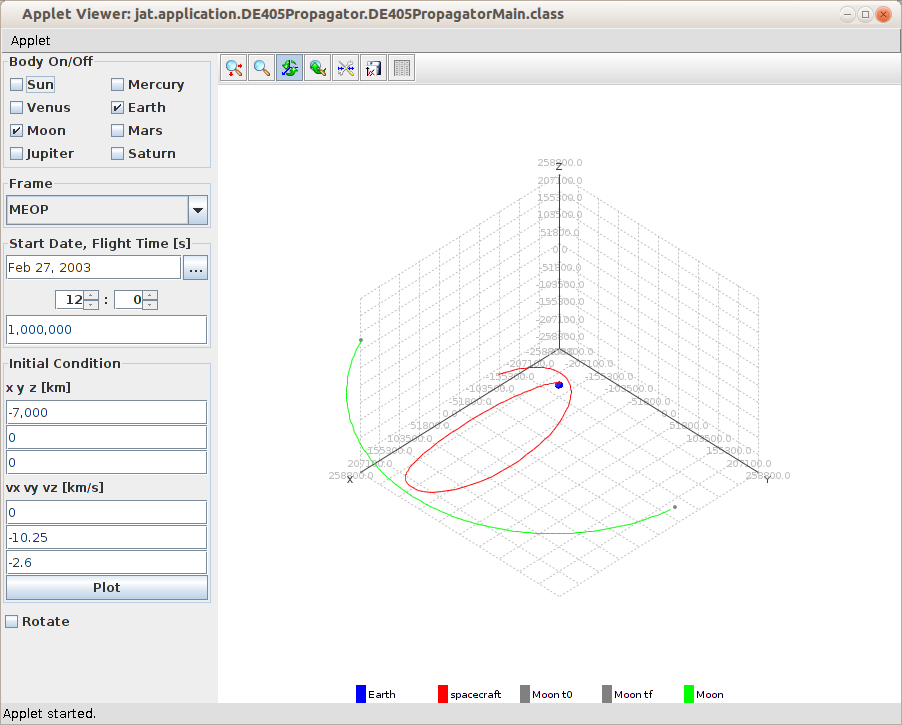 Applet Viewer: jat.application.DE405Propagator.DE405PropagatorMain.class
Applet
Body On/Off
Sun
Mercury
Venus
Earth
Moon
Mars
Jupiter
Saturn
Frame
MEOP
Start Date, Flight Time [s]
Feb 27, 2003
...
12 : 0
1,000,000
Initial Condition
x y z [km]
-7,000
0
0
vx vy vz [km/s]
0
-10.25
-2.6
Plot
Rotate
258800.0
Z
207100.0
155300.0
103500.0
51800.0
0.0
-51800.0
-103500.0
-155300.0
-207100.0
-258800.0
-207100.0 -207100.0
-155300.0 -155300.0
-103500.0 -103500.0
-51800.0 -51800.0
0.0 0.0
51800.0 51800.0
103500.0 103500.0
155300.0 155300.0
207100.0 207100.0
258800.0 258800.0
X Y
Earth
spacecraft
Moon t0
Moon tf
Moon
Applet started.